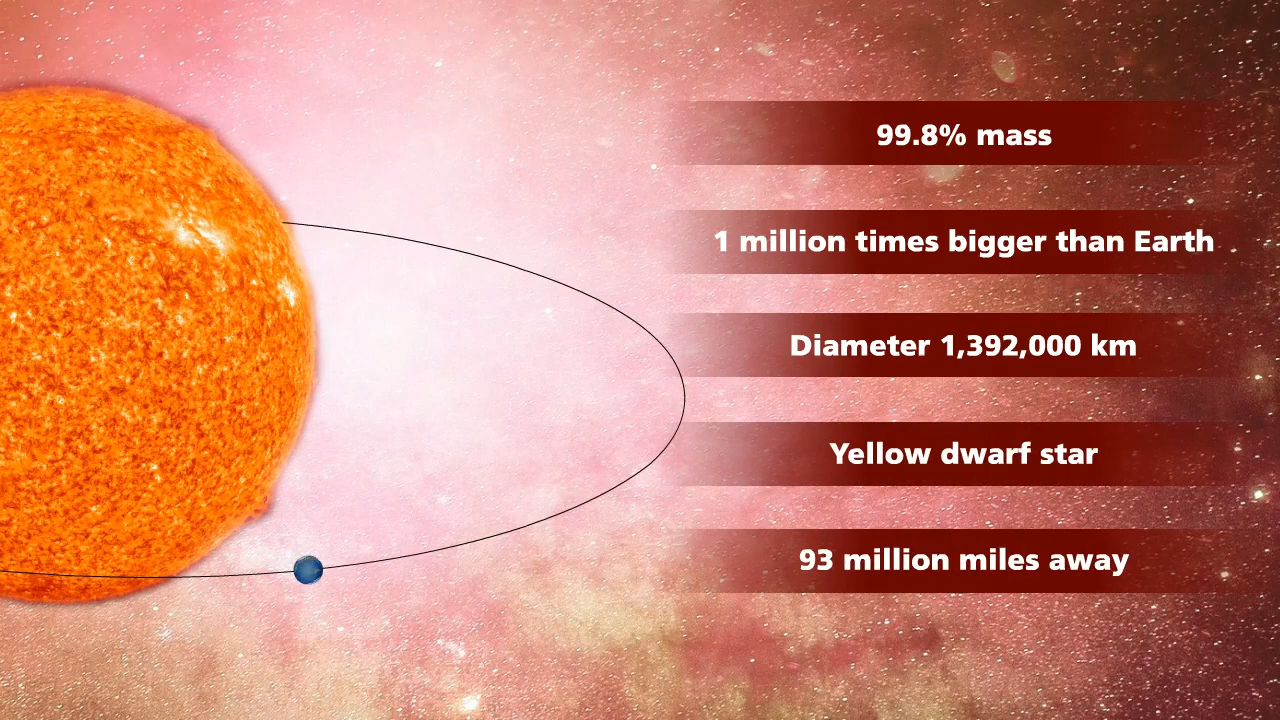 99.8% mass
1 million times bigger than Earth
Diameter 1,392,000 km
Yellow dwarf star
93 million miles away